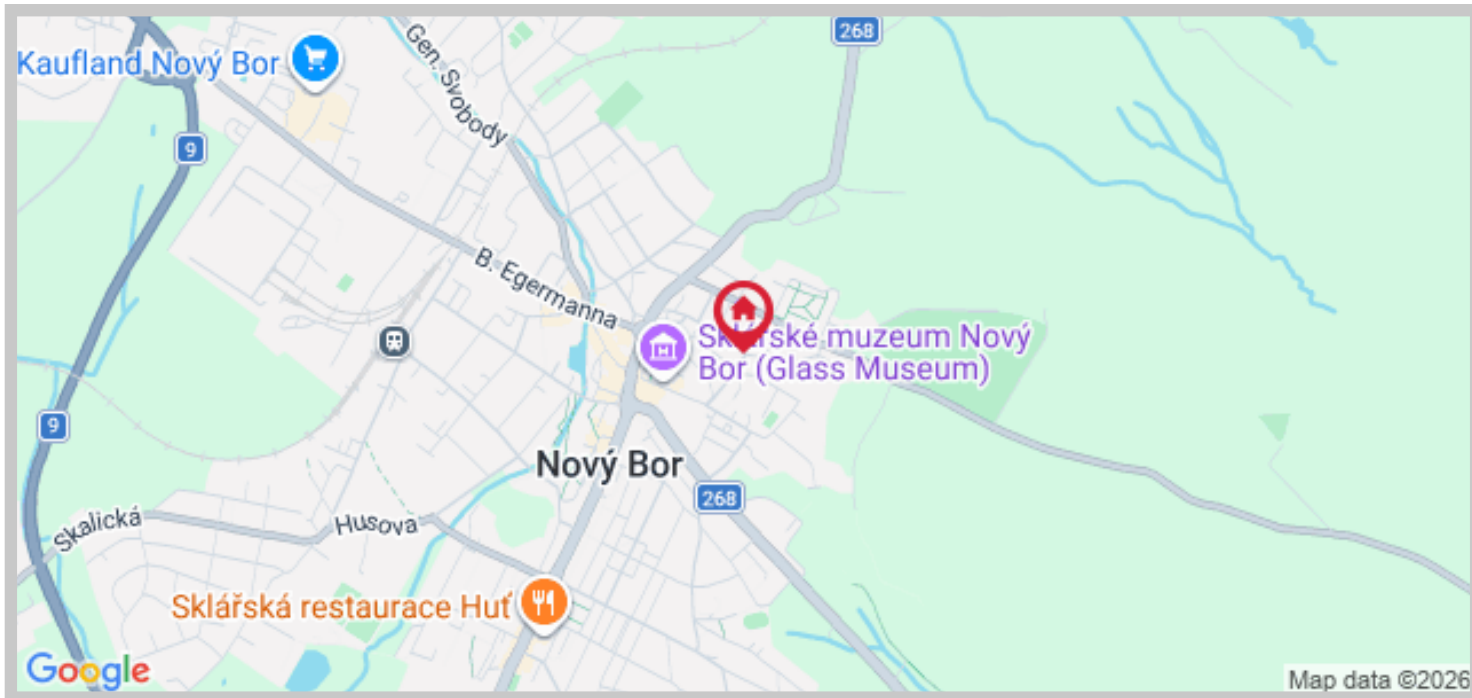 268
Kaufland Nový Bor
Gen. Svobody
9
B. Egermanna
Sklářské muzeum Nový
Bor (Glass Museum)
9
Nový Bor
268
Skalická
Husova
Sklářská restaurace Huť
Google
Map data ©2026